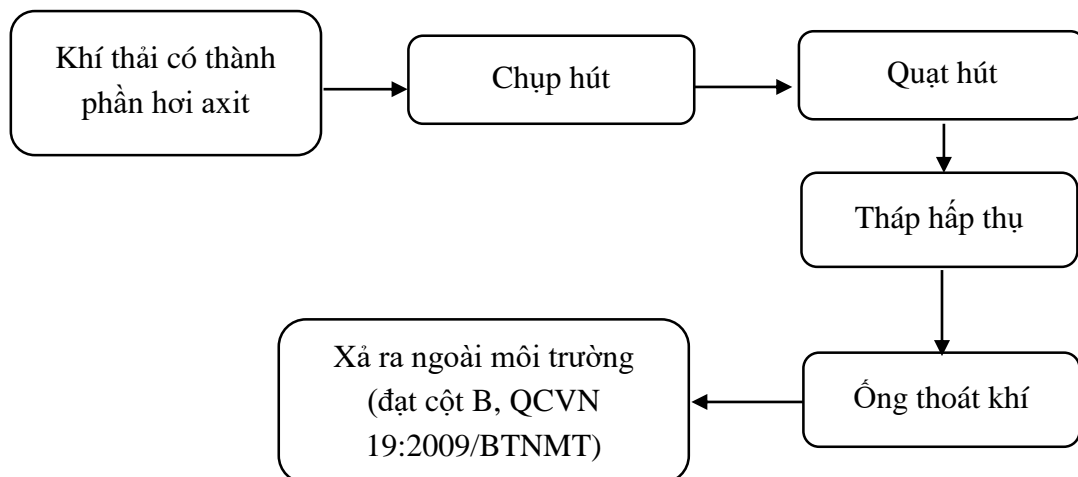 Khí thải có thành
phần hơi axit
Chụp hút
Quạt hút
Tháp hấp thụ
Ống thoát khí
Xả ra ngoài môi trường
(đạt cột B, QCVN
19:2009/BTNMT)